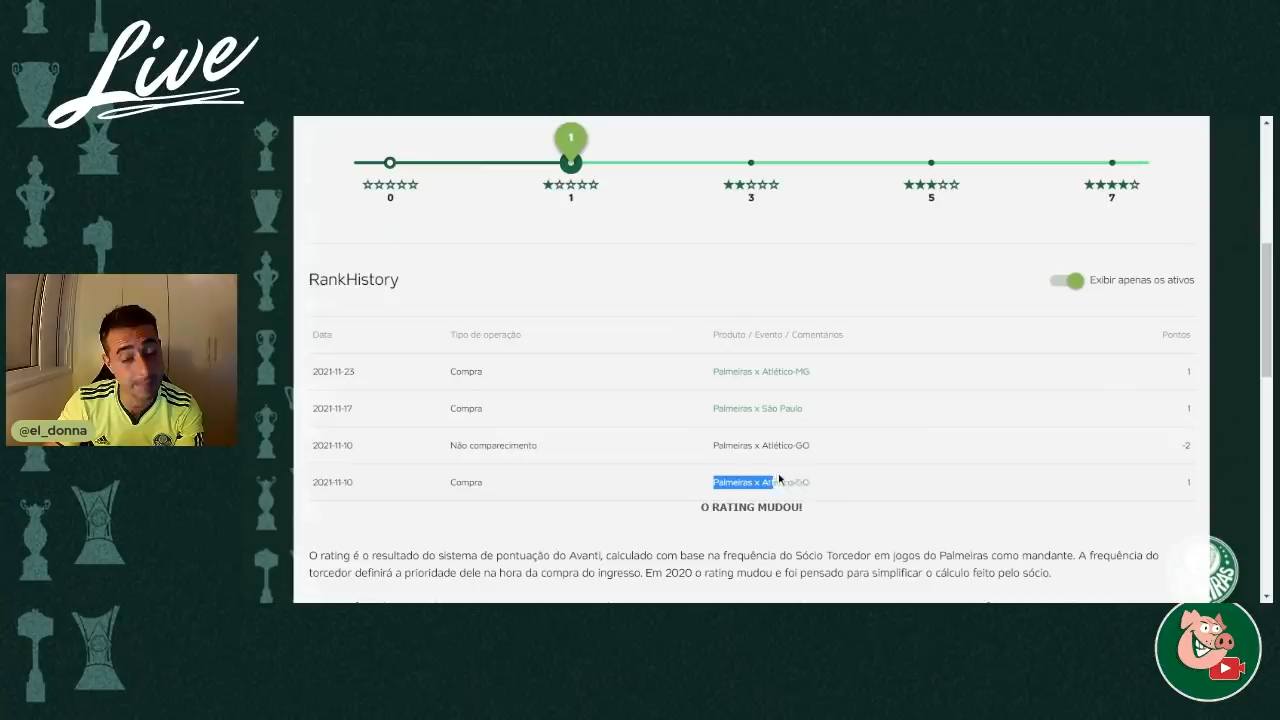 Live
1
☆☆☆☆☆ ★☆☆☆☆ ★★☆☆☆ ★★★☆☆ ★★★★☆
0 1 3 5 7
RankHistory
Exibir apenas os ativos
Data Tipo de operação Produto / Evento / Comentários Pontos
2021-11-23 Compra Palmeiras x Atlético-MG 1
2021-11-17 Compra Palmeiras x São Paulo 1
2021-11-10 Não comparecimento Palmeiras x Atlético-GO -2
2021-11-10 Compra Palmeiras x Atlético-GO 1
O RATING MUDOU!
O rating é o resultado do sistema de pontuação do Avanti, calculado com base na frequência do Sócio Torcedor em jogos do Palmeiras como mandante. A frequência do
torcedor definirá a prioridade dele na hora da compra do ingresso. Em 2020 o rating mudou e foi pensado para simplificar o cálculo feito pelo sócio.
@el_donna